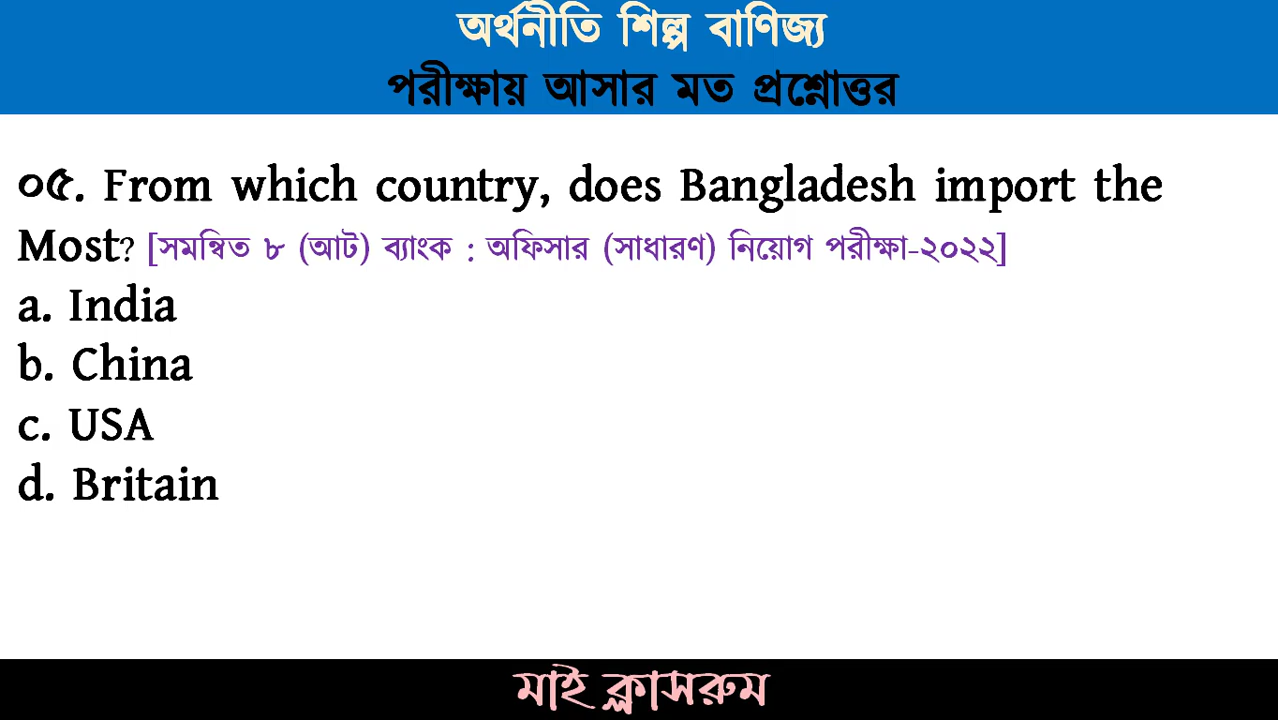 অর্থনীতি শিল্প বাণিজ্য
পরীক্ষায় আসার মত প্রশ্নোত্তর
০৫. From which country, does Bangladesh import the
Most? [সমন্বিত ৮ (আট) ব্যাংক : অফিসার (সাধারণ) নিয়োগ পরীক্ষা-২০২২]
a. India
b. China
c. USA
d. Britain
মাই ক্লাসরুম